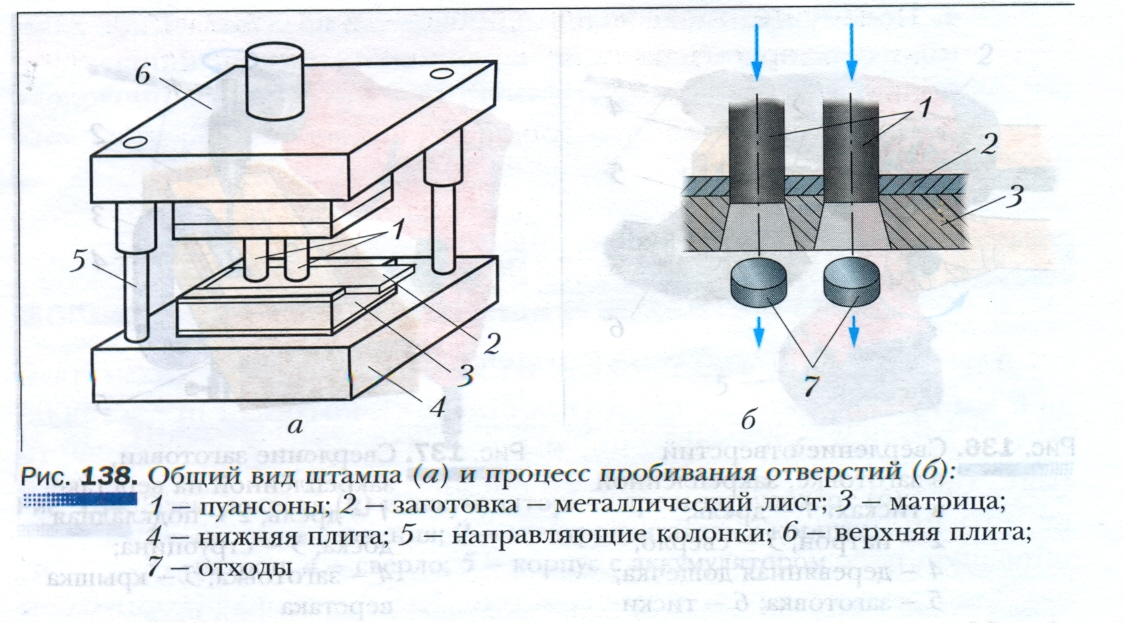 6
5
1
2
3
4
а
1
2
3
7
б
Рис. 138. Общий вид штампа (а) и процесс пробивания отверстий (б):
1 — пуансоны; 2 — заготовка — металлический лист; 3 — матрица;
4 — нижняя плита; 5 — направляющие колонки; 6 — верхняя плита;
7 — отходы